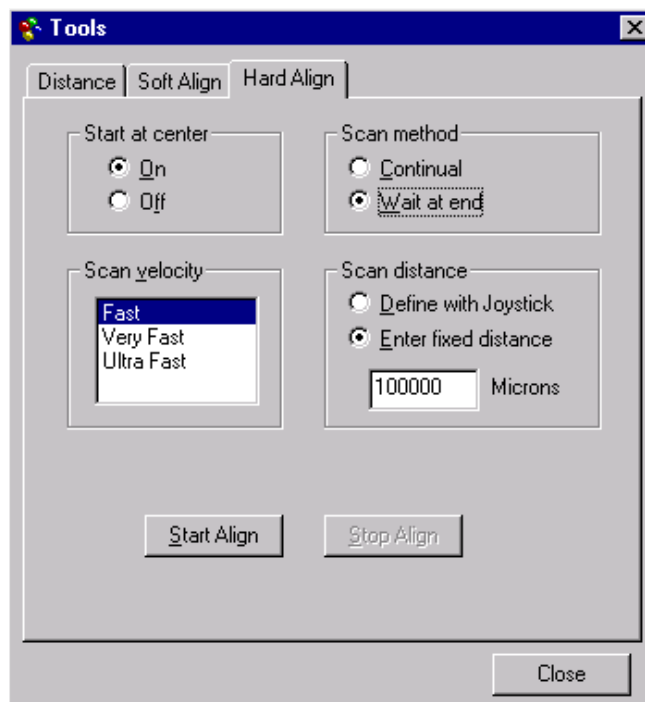 Tools
Distance Soft Align Hard Align
Start at center
On
Off
Scan method
Continual
Wait at end
Scan velocity
Fast
Very Fast
Ultra Fast
Scan distance
Define with Joystick
Enter fixed distance
100000 Microns
Start Align Stop Align
Close